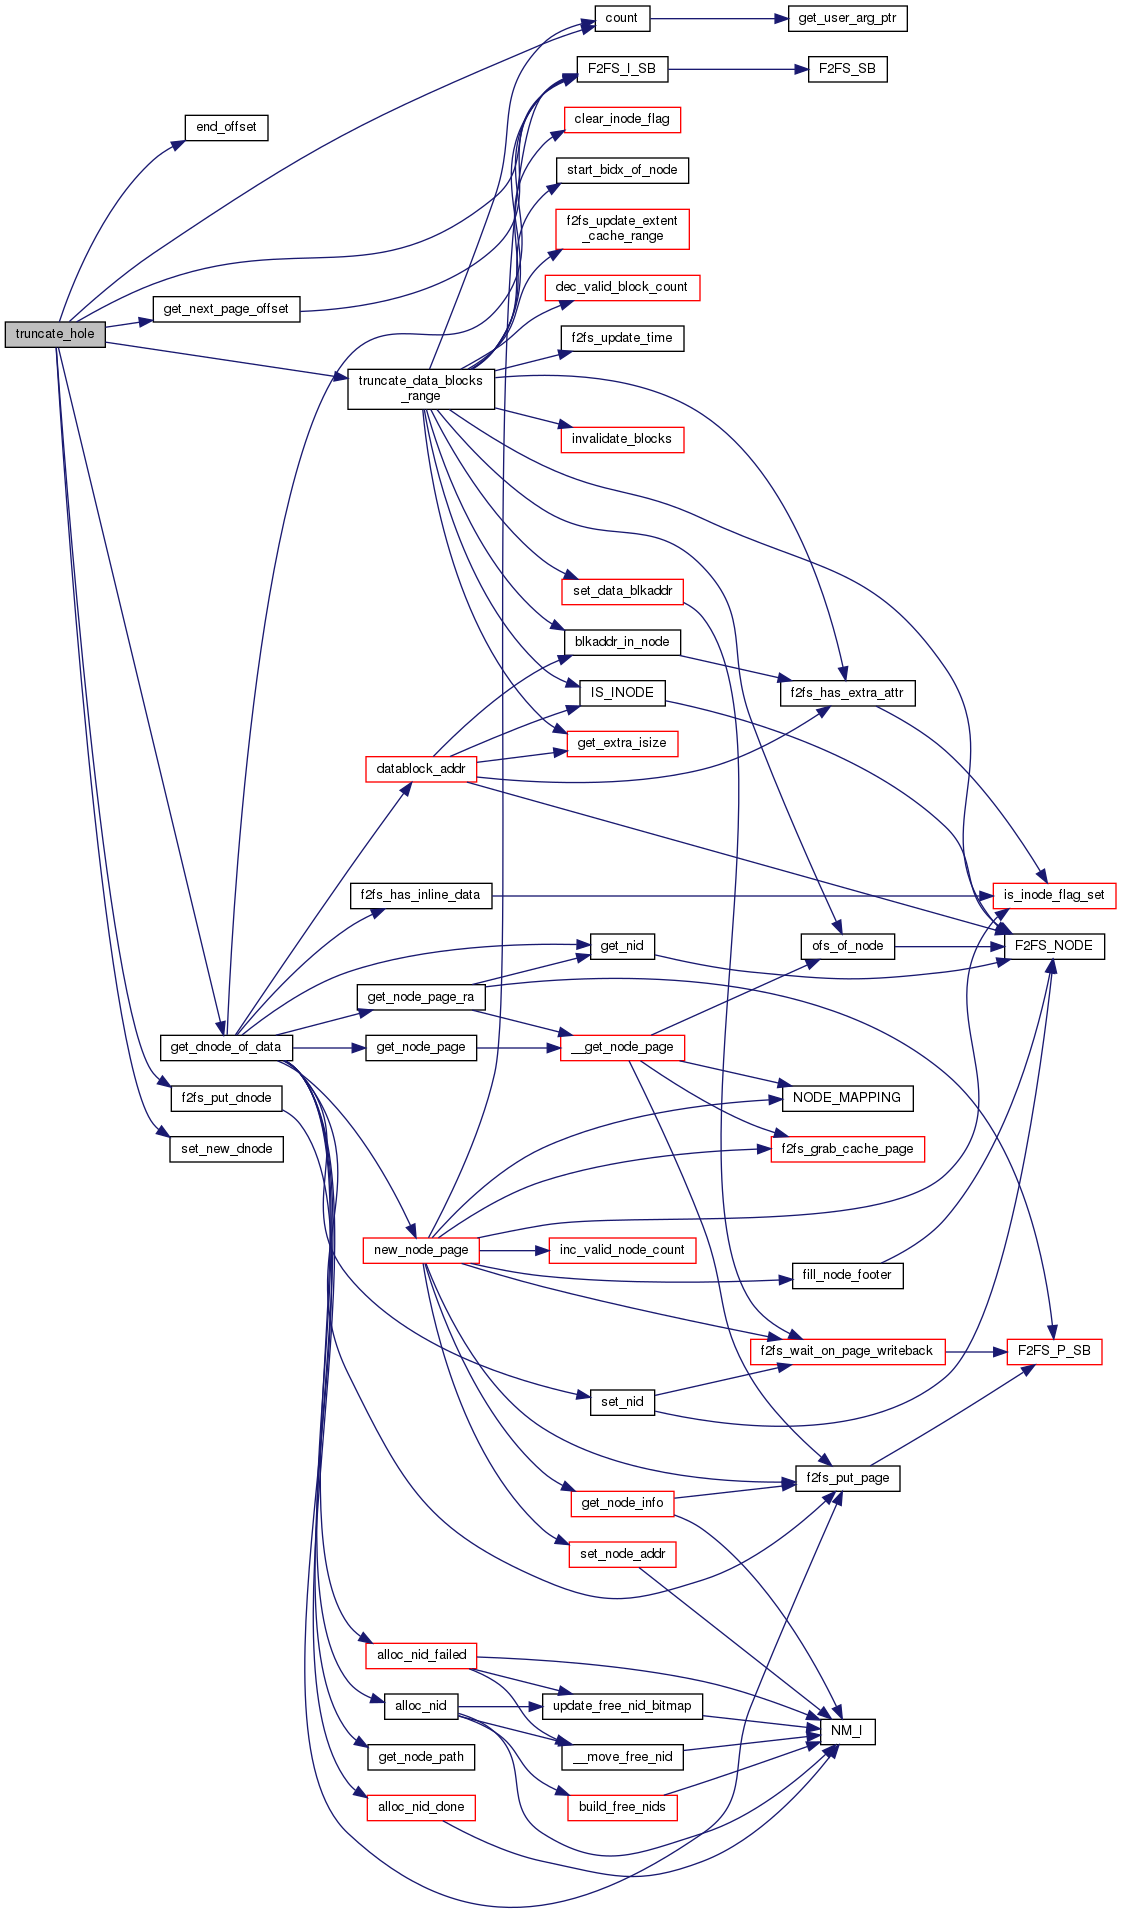 count
get_user_arg_ptr
F2FS_I_SB
F2FS_SB
end_offset
clear_inode_flag
start_bidx_of_node
f2fs_update_extent
_cache_range
dec_valid_block_count
get_next_page_offset
truncate_hole
f2fs_update_time
truncate_data_blocks
_range
invalidate_blocks
set_data_blkaddr
blkaddr_in_node
IS_INODE
f2fs_has_extra_attr
get_extra_isize
datablock_addr
f2fs_has_inline_data
is_inode_flag_set
get_nid
ofs_of_node
F2FS_NODE
get_node_page_ra
get_dnode_of_data
get_node_page
__get_node_page
f2fs_put_dnode
NODE_MAPPING
set_new_dnode
f2fs_grab_cache_page
new_node_page
inc_valid_node_count
fill_node_footer
f2fs_wait_on_page_writeback
F2FS_P_SB
set_nid
f2fs_put_page
get_node_info
set_node_addr
alloc_nid_failed
alloc_nid
update_free_nid_bitmap
NM_I
get_node_path
__move_free_nid
alloc_nid_done
build_free_nids